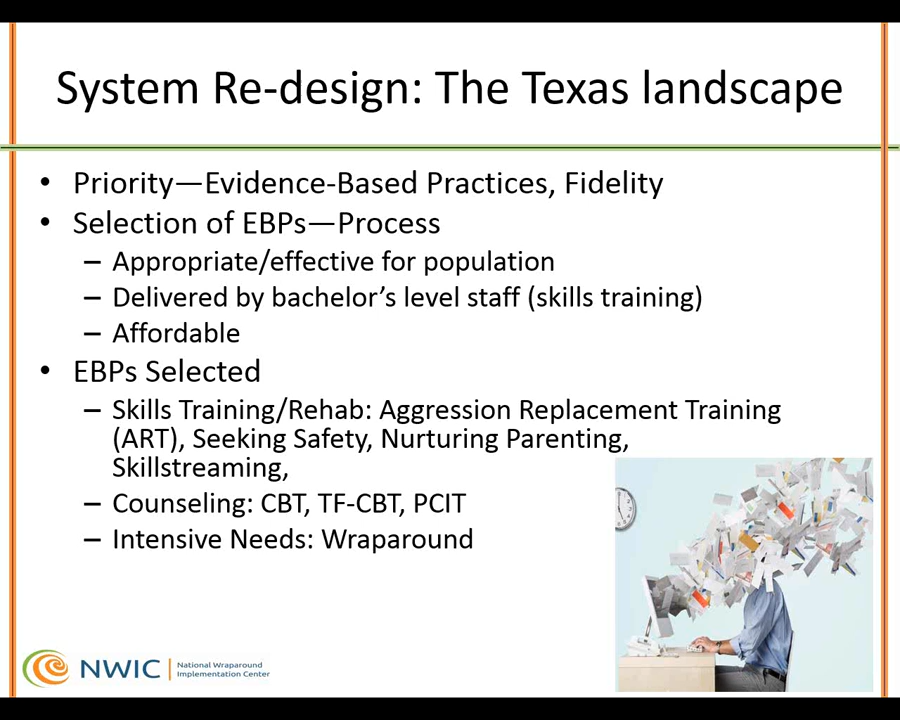 System Re-design: The Texas landscape
• Priority—Evidence-Based Practices, Fidelity
• Selection of EBPs—Process
– Appropriate/effective for population
– Delivered by bachelor’s level staff (skills training)
– Affordable
• EBPs Selected
– Skills Training/Rehab: Aggression Replacement Training
(ART), Seeking Safety, Nurturing Parenting,
Skillstreaming,
– Counseling: CBT, TF-CBT, PCIT
– Intensive Needs: Wraparound
NWIC
National Wraparound
Implementation Center